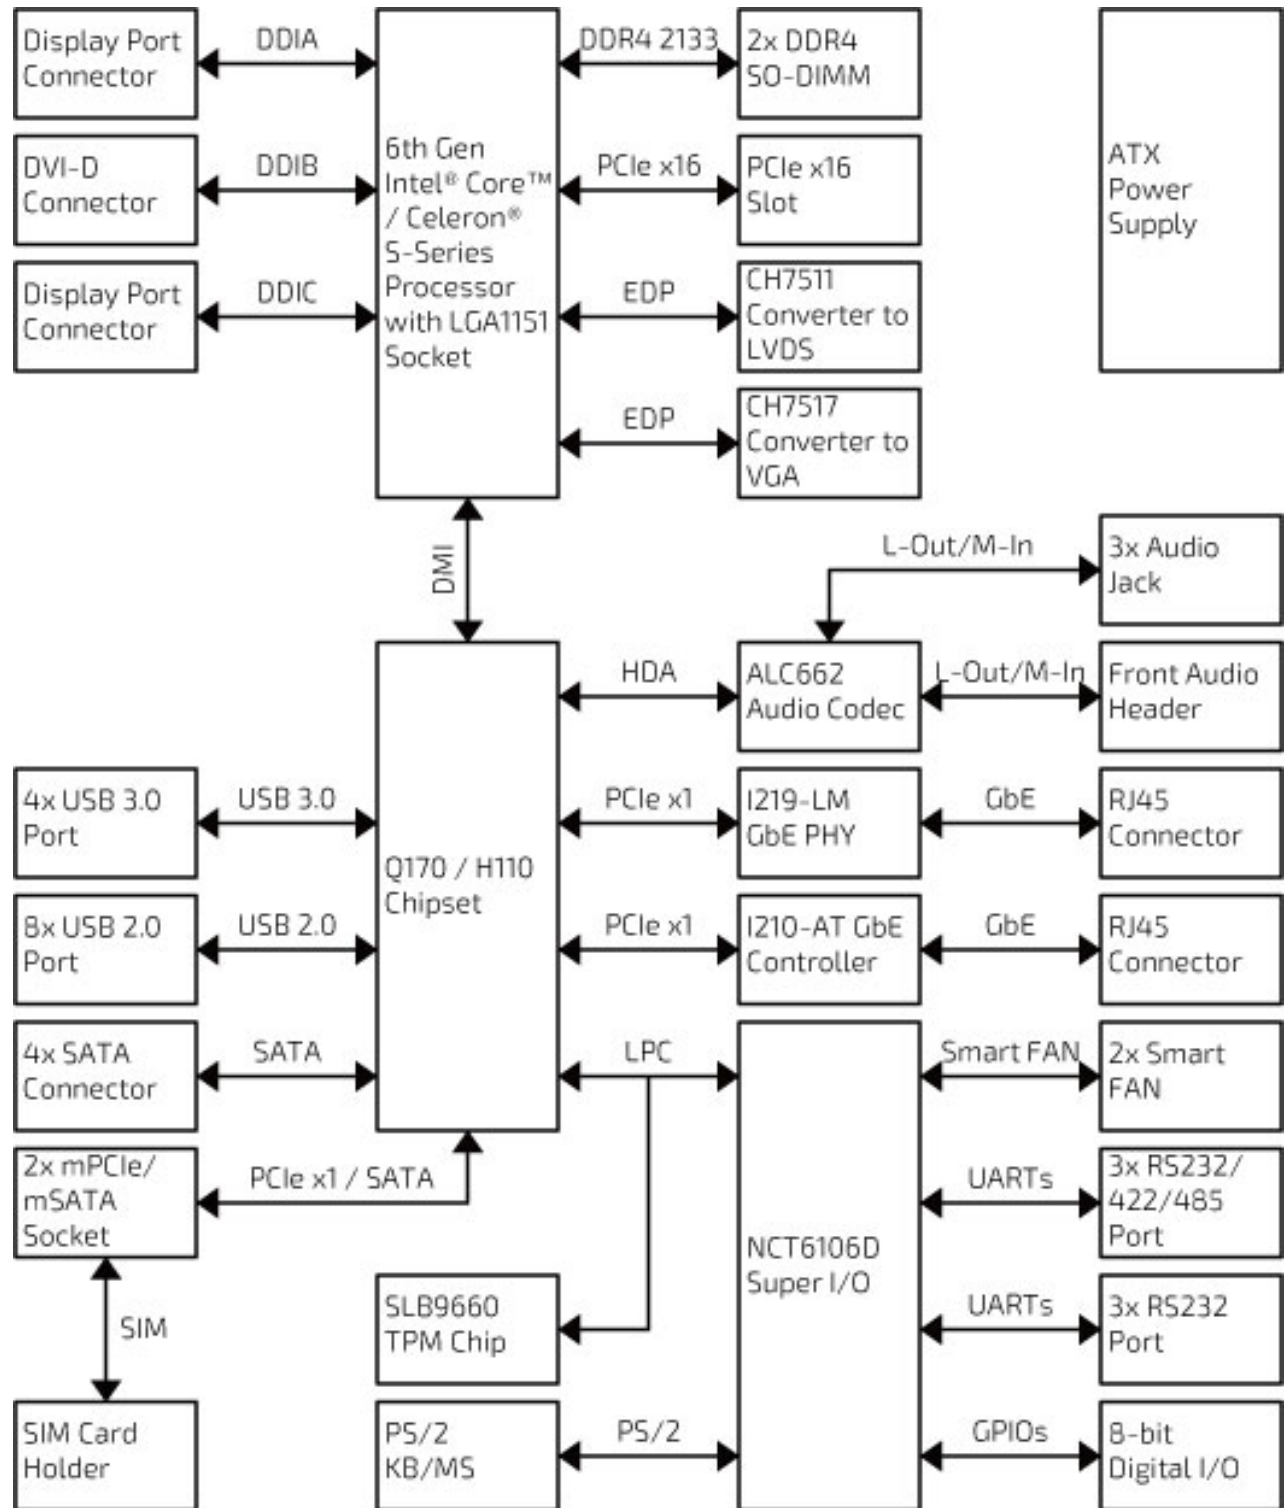 Display Port
Connector
DDIA
DDR4 2133
2x DDR4
SO-DIMM
ATX
Power
Supply
DVI-D
Connector
DDIB
6th Gen
Intel® Core™
/ Celeron®
S-Series
Processor
with LGA1151
Socket
PCIe x16
PCIe x16
Slot
Display Port
Connector
DDIC
EDP
CH7511
Converter to
LVDS
EDP
CH7517
Converter to
VGA
DMI
L-Out/M-In
3x Audio
Jack
HDA
ALC662
Audio Codec
L-Out/M-In
Front Audio
Header
4x USB 3.0
Port
USB 3.0
Q170 / H110
Chipset
PCIe x1
I219-LM
GbE PHY
GbE
RJ45
Connector
8x USB 2.0
Port
USB 2.0
PCIe x1
I210-AT GbE
Controller
GbE
RJ45
Connector
4x SATA
Connector
SATA
LPC
Smart FAN
2x Smart
FAN
2x mPCIe/
mSATA
Socket
PCIe x1 / SATA
NCT6106D
Super I/O
UARTs
3x RS232/
422/485
Port
SIM
SLB9660
TPM Chip
UARTs
3x RS232
Port
SIM Card
Holder
PS/2
KB/MS
PS/2
GPIOs
8-bit
Digital I/O